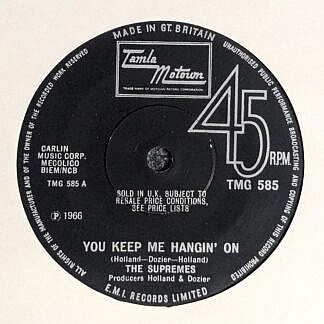 MADE IN GT. BRITAIN
UNAUTHORISED PUBLIC PERFORMANCE BROADCASTING AND COPYING OF THIS RECORD PROHIBITED
ALL RIGHTS OF THE MANUFACTURER AND OF THE OWNER OF THE RECORDED WORK RESERVED
Tamla
Motown
TRADE MARK OF MOTOWN RECORD CORPORATION
45 RPM.
TMG 585
CARLIN
MUSIC CORP.
MECOLICO
BIEM/NCB
TMG 585 A
SOLD IN U.K. SUBJECT TO
RESALE PRICE CONDITIONS,
SEE PRICE LISTS
Ⓟ 1966
YOU KEEP ME HANGIN' ON
(Holland—Dozier—Holland)
THE SUPREMES
Producers Holland & Dozier
E.M.I. RECORDS LIMITED